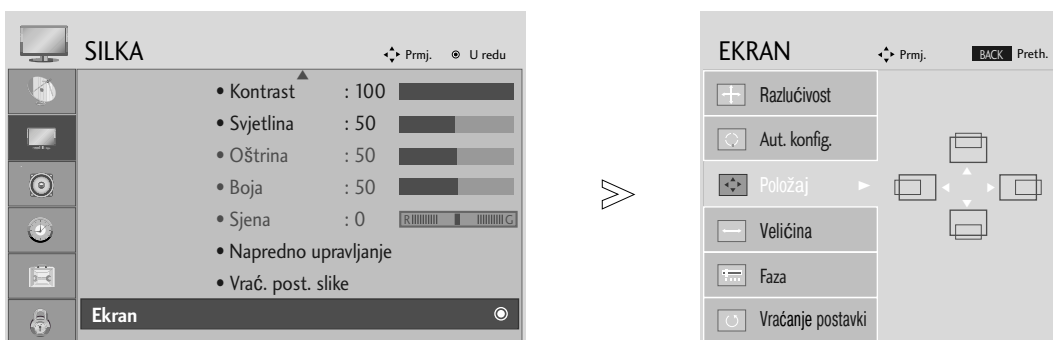 SILKA
Prmj.
U redu
• Kontrast : 100
• Svjetlina : 50
• Oštrina : 50
• Boja : 50
• Sjena : 0 R G
• Napredno upravljanje
• Vrać. post. slike
Ekran
EKRAN
Prmj.
BACK Preth.
Razlućivost
Aut. konfig.
Položaj
Velićina
Faza
Vraćanje postavki